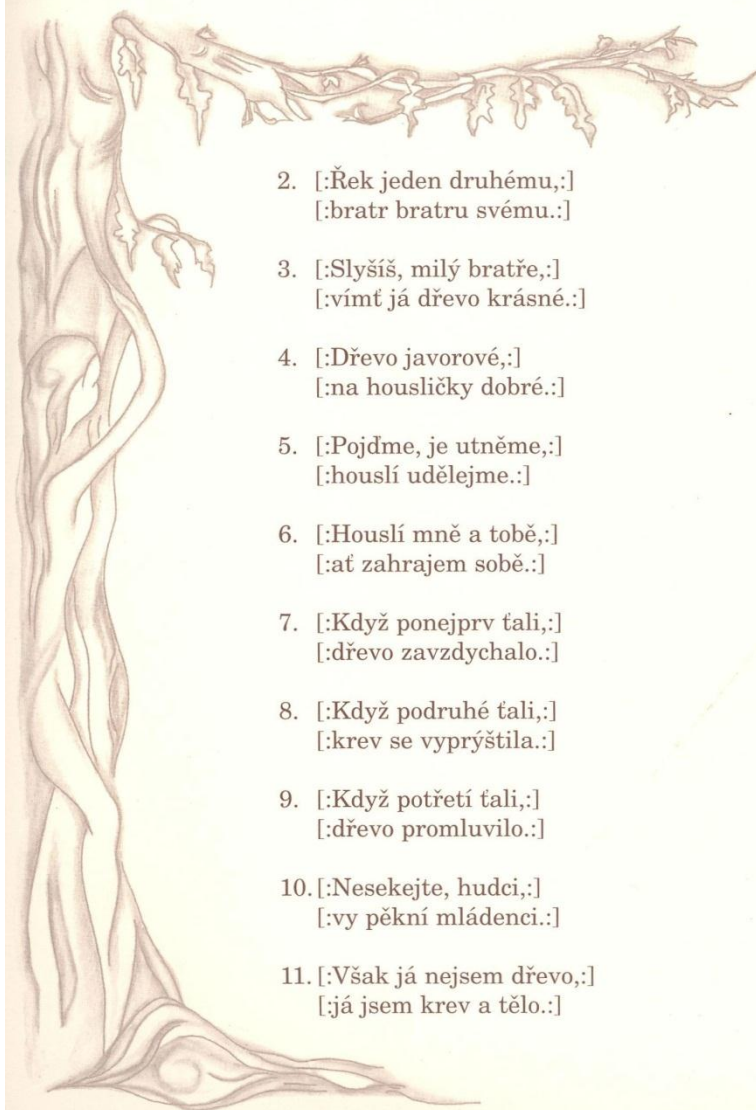 2. [:Řek jeden druhému,:]
[:bratr bratru svému.:]
3. [:Slyšíš, milý bratře,:]
[:vímť já dřevo krásné.:]
4. [:Dřevo javorové,:]
[:na housličky dobré.:]
5. [:Pojďme, je utněme,:]
[:houslí udělejme.:]
6. [:Houslí mně a tobě,:]
[:ať zahrajem sobě.:]
7. [:Když ponejprv ťali,:]
[:dřevo zavzdychalo.:]
8. [:Když podruhé ťali,:]
[:krev se vyprýštila.:]
9. [:Když potřetí ťali,:]
[:dřevo promluvilo.:]
10. [:Nesekejte, hudci,:]
[:vy pěkní mládenci.:]
11. [:Však já nejsem dřevo,:]
[:já jsem krev a tělo.:]